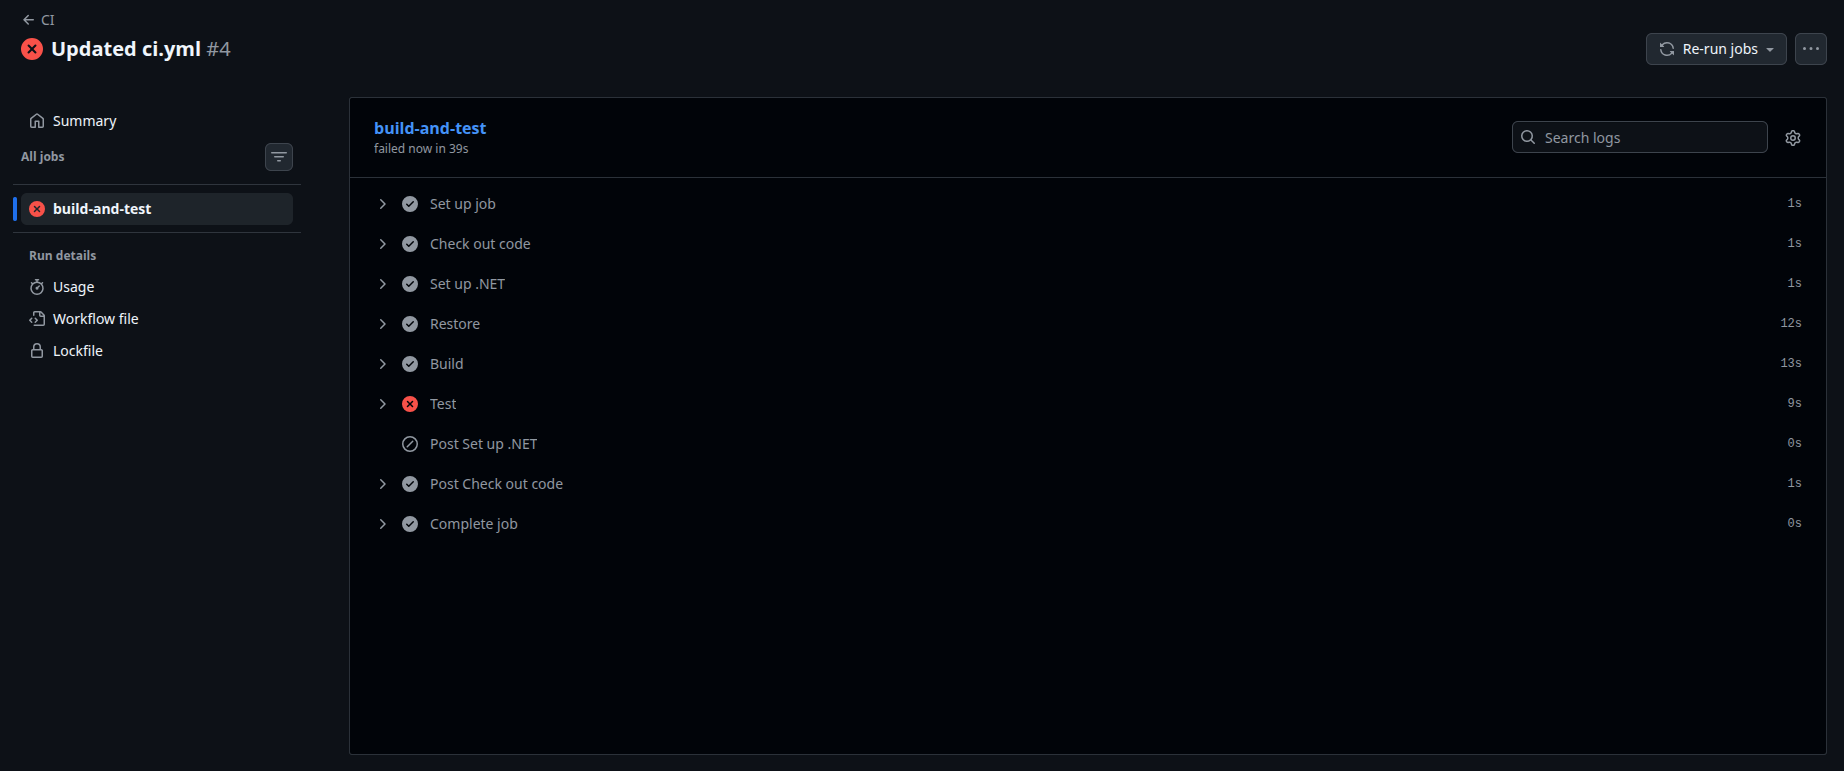 CI
Updated ci.yml #4
Re-run jobs
Summary
All jobs
build-and-test
Run details
Usage
Workflow file
Lockfile
build-and-test
failed now in 39s
Search logs
Set up job 1s
Check out code 1s
Set up .NET 1s
Restore 12s
Build 13s
Test 9s
Post Set up .NET 0s
Post Check out code 1s
Complete job 0s